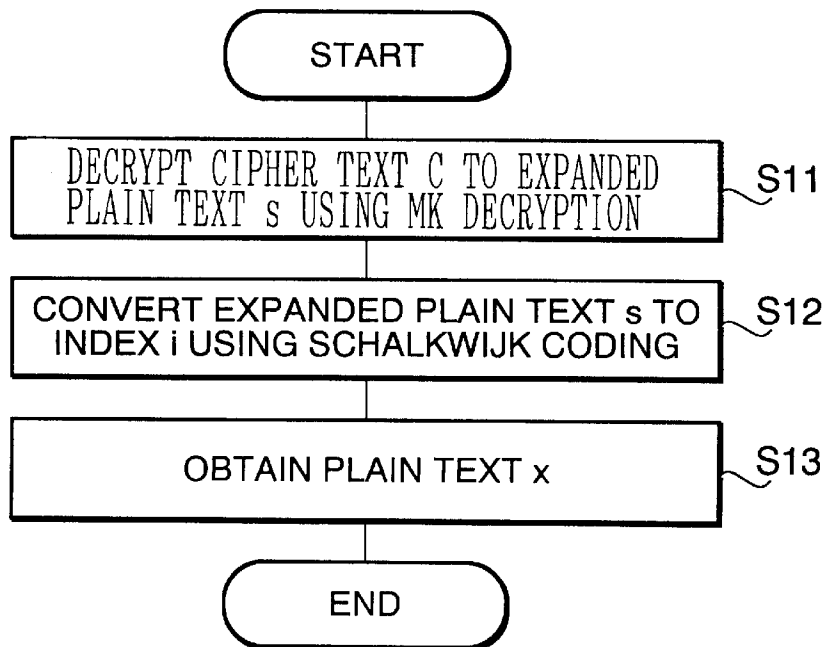 START
DECRYPT CIPHER TEXT C TO EXPANDED
PLAIN TEXT s USING MK DECRYPTION
S11
CONVERT EXPANDED PLAIN TEXT s TO
INDEX i USING SCHALKWIJK CODING
S12
OBTAIN PLAIN TEXT x
S13
END